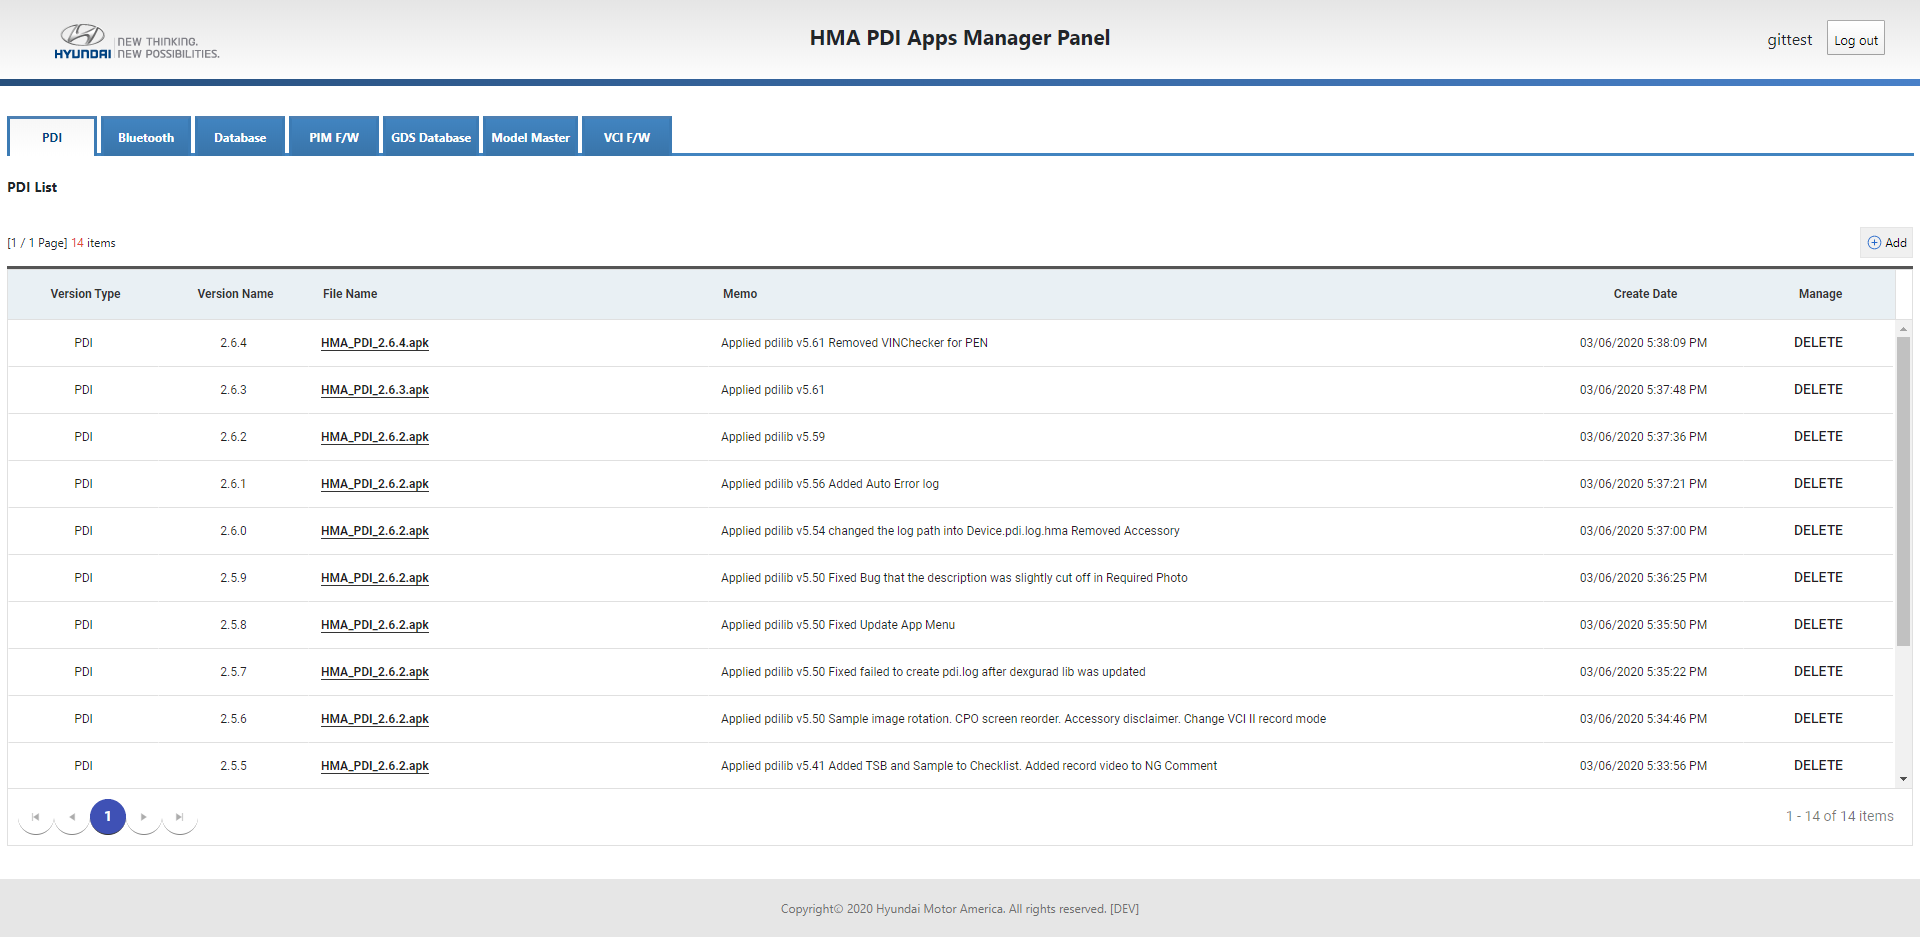 HYUNDAI NEW THINKING. NEW POSSIBILITIES.
HMA PDI Apps Manager Panel
gittest Log out
PDI Bluetooth Database PIM F/W GDS Database Model Master VCI F/W
PDI List
[1 / 1 Page] 14 items Add
Version Type Version Name File Name Memo Create Date Manage
PDI 2.6.4 HMA_PDI_2.6.4.apk Applied pdilib v5.61 Removed VINChecker for PEN 03/06/2020 5:38:09 PM DELETE
PDI 2.6.3 HMA_PDI_2.6.3.apk Applied pdilib v5.61 03/06/2020 5:37:48 PM DELETE
PDI 2.6.2 HMA_PDI_2.6.2.apk Applied pdilib v5.59 03/06/2020 5:37:36 PM DELETE
PDI 2.6.1 HMA_PDI_2.6.2.apk Applied pdilib v5.56 Added Auto Error log 03/06/2020 5:37:21 PM DELETE
PDI 2.6.0 HMA_PDI_2.6.2.apk Applied pdilib v5.54 changed the log path into Device.pdi.log.hma Removed Accessory 03/06/2020 5:37:00 PM DELETE
PDI 2.5.9 HMA_PDI_2.6.2.apk Applied pdilib v5.50 Fixed Bug that the description was slightly cut off in Required Photo 03/06/2020 5:36:25 PM DELETE
PDI 2.5.8 HMA_PDI_2.6.2.apk Applied pdilib v5.50 Fixed Update App Menu 03/06/2020 5:35:50 PM DELETE
PDI 2.5.7 HMA_PDI_2.6.2.apk Applied pdilib v5.50 Fixed failed to create pdi.log after dexgurad lib was updated 03/06/2020 5:35:22 PM DELETE
PDI 2.5.6 HMA_PDI_2.6.2.apk Applied pdilib v5.50 Sample image rotation. CPO screen reorder. Accessory disclaimer. Change VCI II record mode 03/06/2020 5:34:46 PM DELETE
PDI 2.5.5 HMA_PDI_2.6.2.apk Applied pdilib v5.41 Added TSB and Sample to Checklist. Added record video to NG Comment 03/06/2020 5:33:56 PM DELETE
1 1 - 14 of 14 items
Copyright© 2020 Hyundai Motor America. All rights reserved. [DEV]